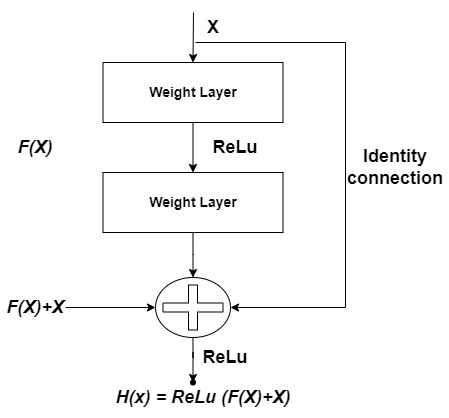 X
Weight Layer
F(X)
ReLu
Identity
connection
Weight Layer
F(X)+X
ReLu
H(x) = ReLu (F(X)+X)